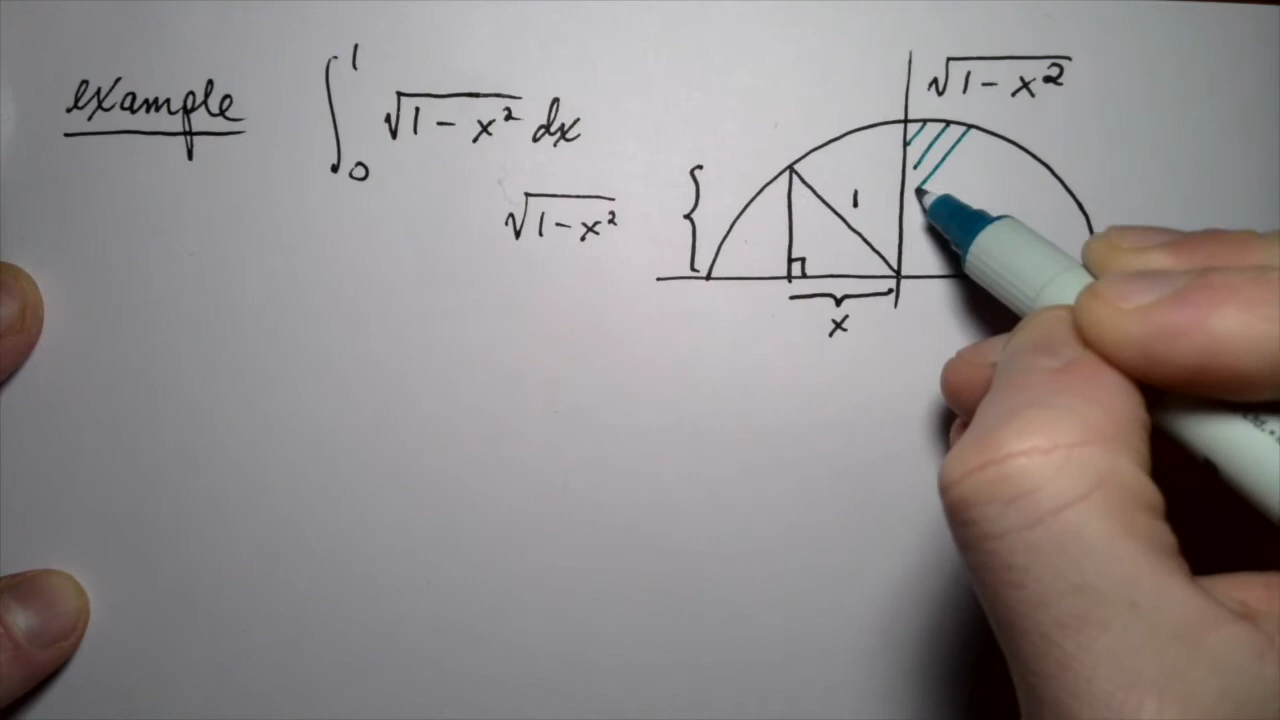 example ∫₀¹ √(1 - x²) dx
√(1 - x²)
√(1 - x²)
1
x